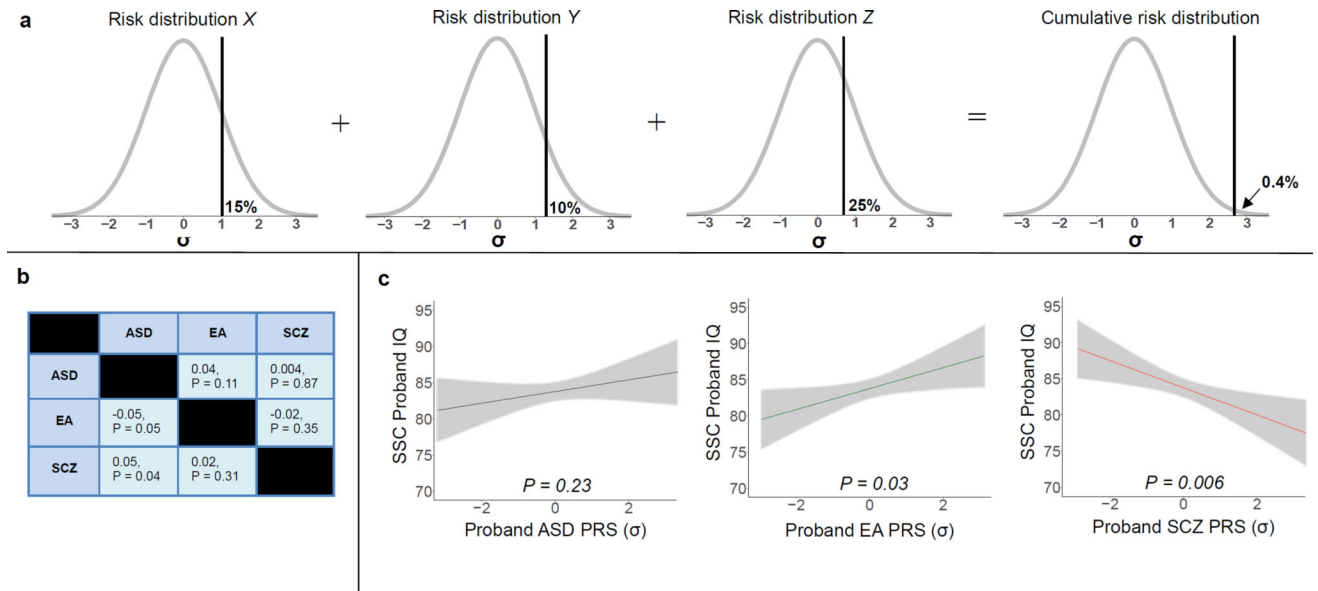 a
Risk distribution X
Risk distribution Y
Risk distribution Z
Cumulative risk distribution
+
+
=
15%
10%
25%
0.4%
−3 −2 −1 0 1 2 3
−3 −2 −1 0 1 2 3
−3 −2 −1 0 1 2 3
−3 −2 −1 0 1 2 3
σ
σ
σ
σ
b
ASD EA SCZ
ASD
0.04,
P = 0.11
0.004,
P = 0.87
EA
-0.05,
P = 0.05
-0.02,
P = 0.35
SCZ
0.05,
P = 0.04
0.02,
P = 0.31
c
SSC Proband IQ
95
90
85
80
75
70
P = 0.23
−2 0 2
Proband ASD PRS (σ)
SSC Proband IQ
95
90
85
80
75
70
P = 0.03
−2 0 2
Proband EA PRS (σ)
SSC Proband IQ
95
90
85
80
75
70
P = 0.006
−2 0 2
Proband SCZ PRS (σ)